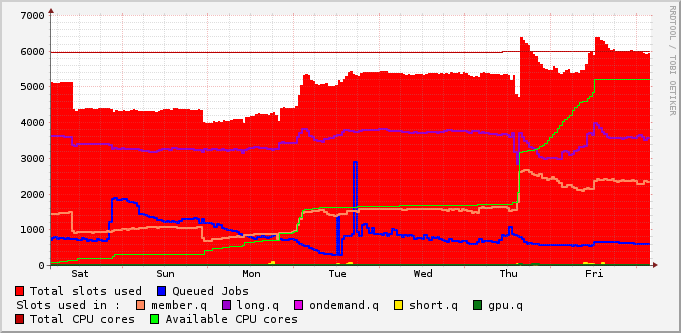 7000
6000
5000
4000
3000
2000
1000
0
Sat Sun Mon Tue Wed Thu Fri
Total slots used Queued Jobs
Slots used in : member.q long.q ondemand.q short.q gpu.q
Total CPU cores Available CPU cores
RRDTOOL / TOBI OETIKER